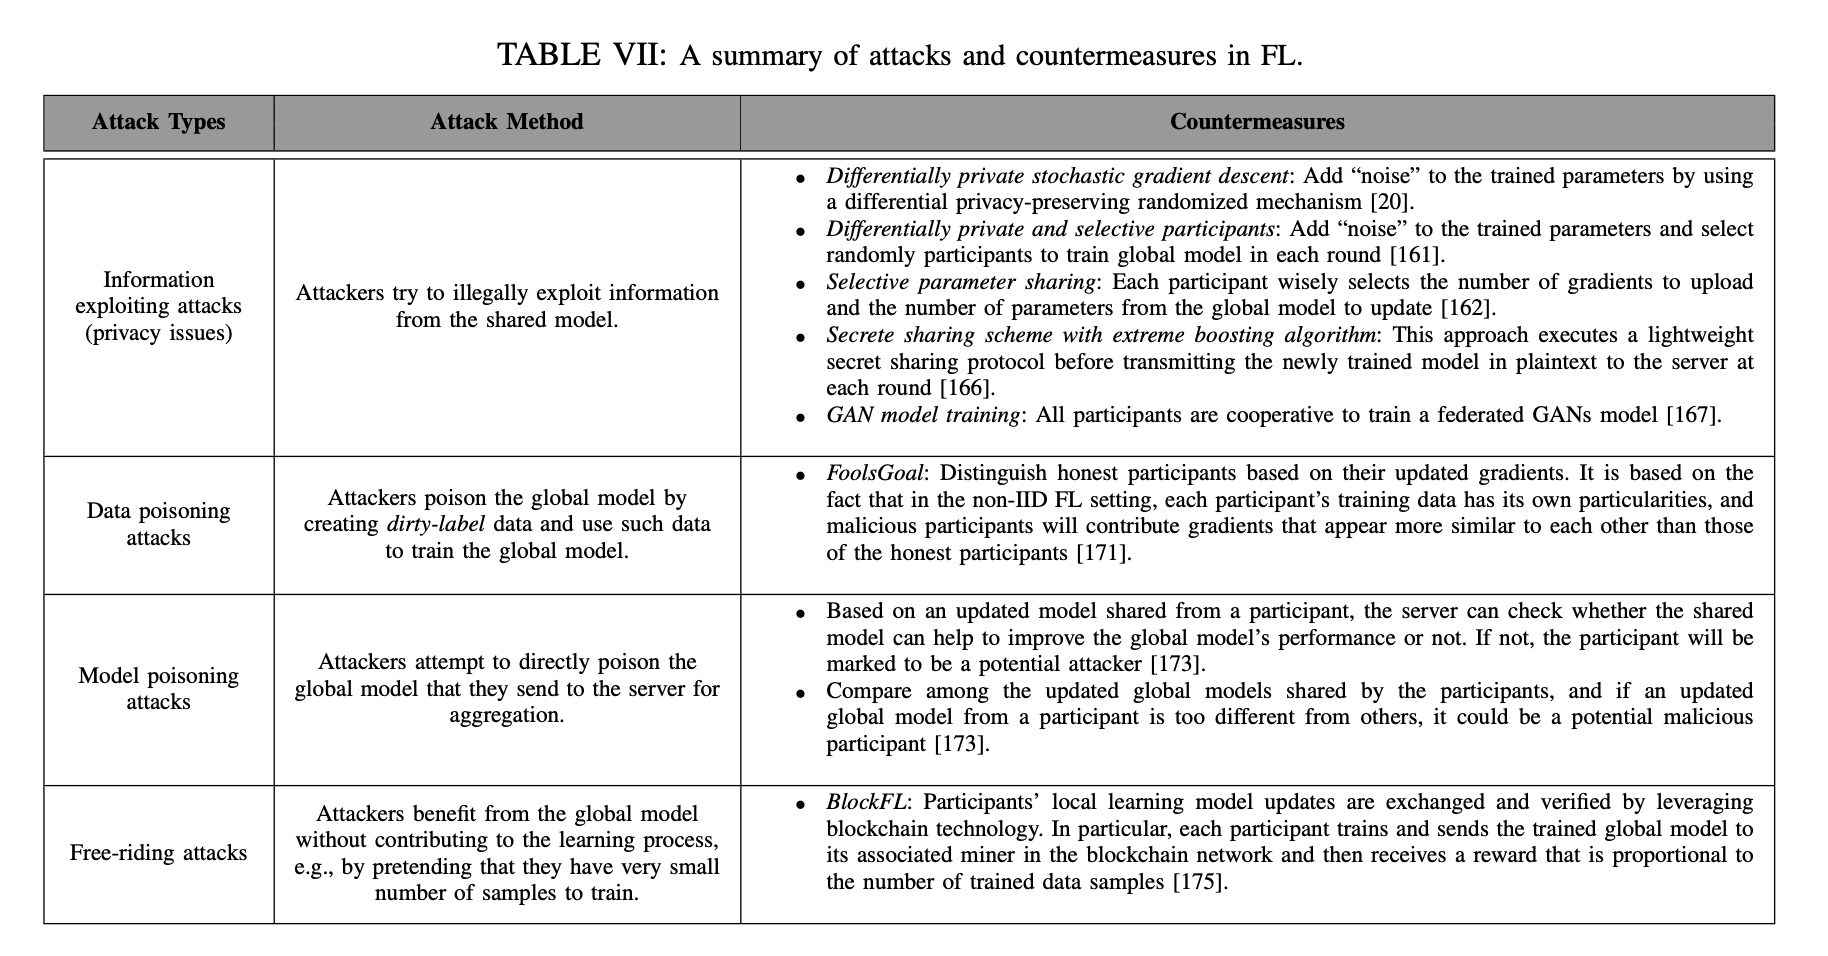 TABLE VII: A summary of attacks and countermeasures in FL.
Attack Types
Attack Method
Countermeasures
Information
exploiting attacks
(privacy issues)
Attackers try to illegally exploit information
from the shared model.
• Differentially private stochastic gradient descent: Add “noise” to the trained parameters by using
a differential privacy-preserving randomized mechanism [20].
• Differentially private and selective participants: Add “noise” to the trained parameters and select
randomly participants to train global model in each round [161].
• Selective parameter sharing: Each participant wisely selects the number of gradients to upload
and the number of parameters from the global model to update [162].
• Secrete sharing scheme with extreme boosting algorithm: This approach executes a lightweight
secret sharing protocol before transmitting the newly trained model in plaintext to the server at
each round [166].
• GAN model training: All participants are cooperative to train a federated GANs model [167].
Data poisoning
attacks
Attackers poison the global model by
creating dirty-label data and use such data
to train the global model.
• FoolsGoal: Distinguish honest participants based on their updated gradients. It is based on the
fact that in the non-IID FL setting, each participant’s training data has its own particularities, and
malicious participants will contribute gradients that appear more similar to each other than those
of the honest participants [171].
Model poisoning
attacks
Attackers attempt to directly poison the
global model that they send to the server for
aggregation.
• Based on an updated model shared from a participant, the server can check whether the shared
model can help to improve the global model’s performance or not. If not, the participant will be
marked to be a potential attacker [173].
• Compare among the updated global models shared by the participants, and if an updated
global model from a participant is too different from others, it could be a potential malicious
participant [173].
Free-riding attacks
Attackers benefit from the global model
without contributing to the learning process,
e.g., by pretending that they have very small
number of samples to train.
• BlockFL: Participants’ local learning model updates are exchanged and verified by leveraging
blockchain technology. In particular, each participant trains and sends the trained global model to
its associated miner in the blockchain network and then receives a reward that is proportional to
the number of trained data samples [175].